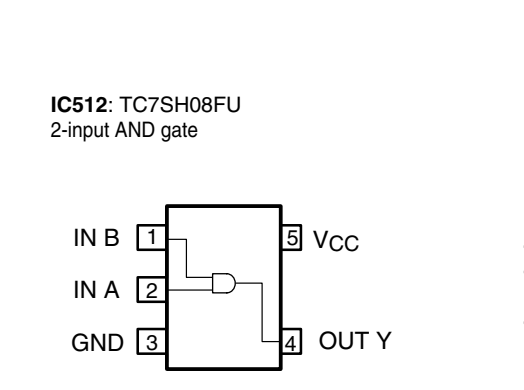 IC512: TC7SH08FU
2-input AND gate
IN B 1 5 VCC
IN A 2
GND 3 4 OUT Y